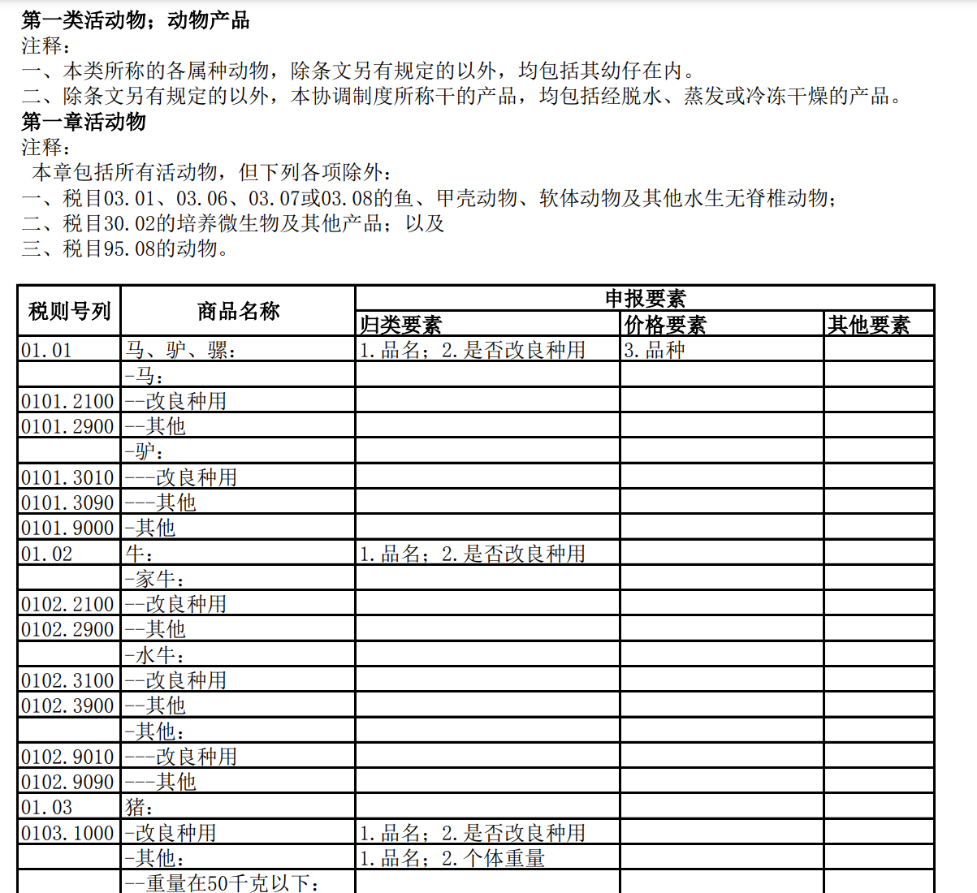 第一类活动物；动物产品
注释：
一、本类所称的各属种动物，除条文另有规定的以外，均包括其幼仔在内。
二、除条文另有规定的以外，本协调制度所称干的产品，均包括经脱水、蒸发或冷冻干燥的产品。
第一章活动物
注释：
本章包括所有活动物，但下列各项除外：
一、税目03.01、03.06、03.07或03.08的鱼、甲壳动物、软体动物及其他水生无脊椎动物；
二、税目30.02的培养微生物及其他产品；以及
三、税目95.08的动物。
税则号列 商品名称 申报要素
归类要素 价格要素 其他要素
01.01 马、驴、骡： 1.品名；2.是否改良种用 3.品种
-马：
0101.2100 --改良种用
0101.2900 --其他
-驴：
0101.3010 ---改良种用
0101.3090 ---其他
0101.9000 -其他
01.02 牛： 1.品名；2.是否改良种用
-家牛：
0102.2100 --改良种用
0102.2900 --其他
-水牛：
0102.3100 --改良种用
0102.3900 --其他
-其他：
0102.9010 ---改良种用
0102.9090 ---其他
01.03 猪：
0103.1000 -改良种用 1.品名；2.是否改良种用
-其他： 1.品名；2.个体重量
--重量在50千克以下：